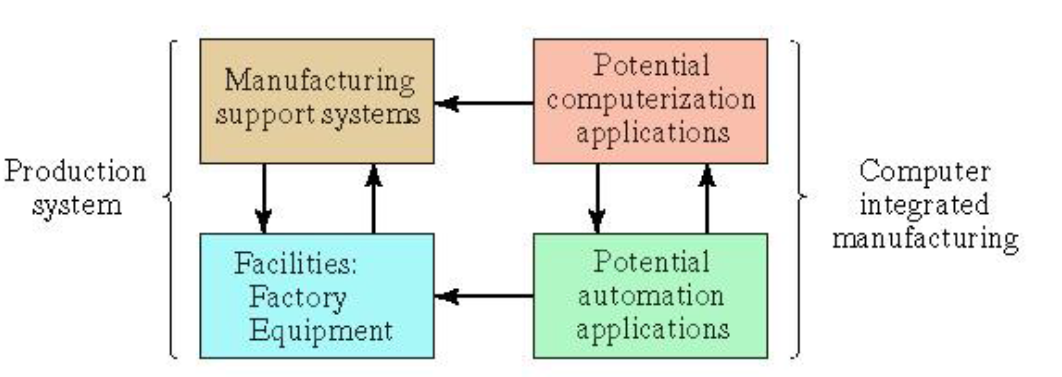 Production
system
Manufacturing
support systems
Potential
computerization
applications
Facilities:
Factory
Equipment
Potential
automation
applications
Computer
integrated
manufacturing